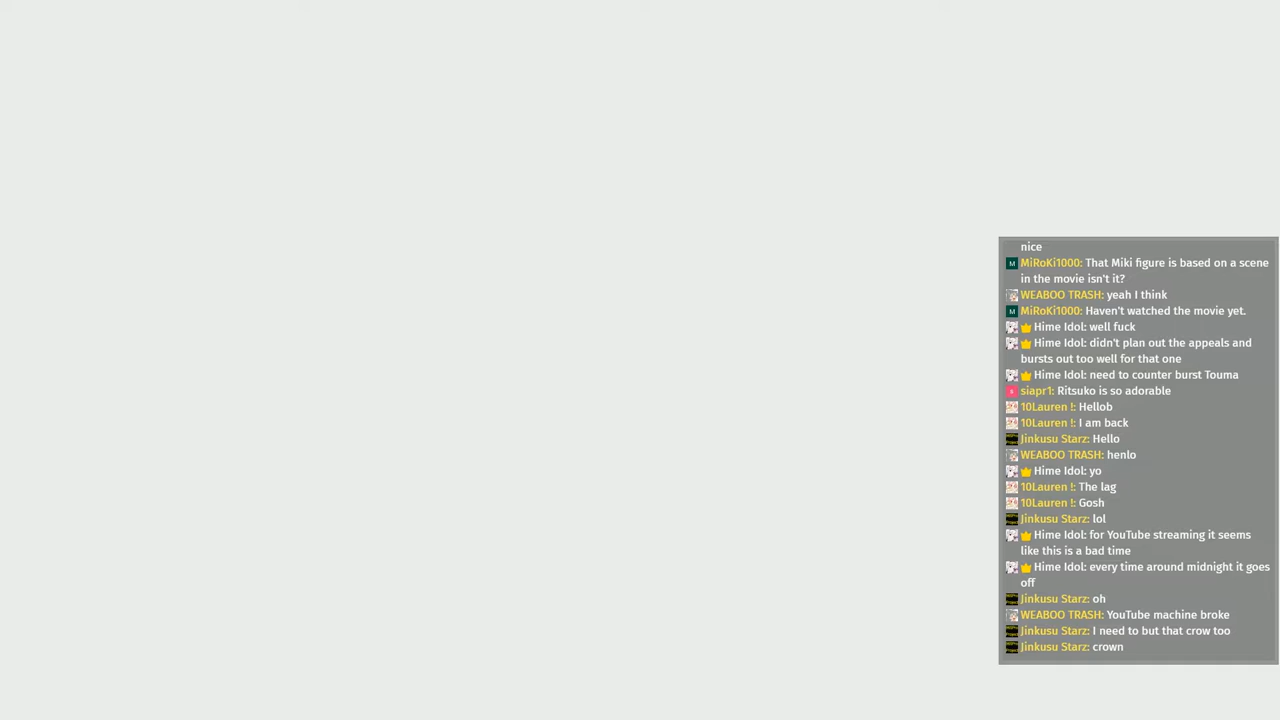 nice
MiRoKi1000: That Miki figure is based on a scene
in the movie isn't it?
WEABOO TRASH: yeah I think
MiRoKi1000: Haven't watched the movie yet.
Hime Idol: well fuck
Hime Idol: didn't plan out the appeals and
bursts out too well for that one
Hime Idol: need to counter burst Touma
siapr1: Ritsuko is so adorable
10Lauren !: Hellob
10Lauren !: I am back
Jinkusu Starz: Hello
WEABOO TRASH: henlo
Hime Idol: yo
10Lauren !: The lag
10Lauren !: Gosh
Jinkusu Starz: lol
Hime Idol: for YouTube streaming it seems
like this is a bad time
Hime Idol: every time around midnight it goes
off
Jinkusu Starz: oh
WEABOO TRASH: YouTube machine broke
Jinkusu Starz: I need to but that crow too
Jinkusu Starz: crown